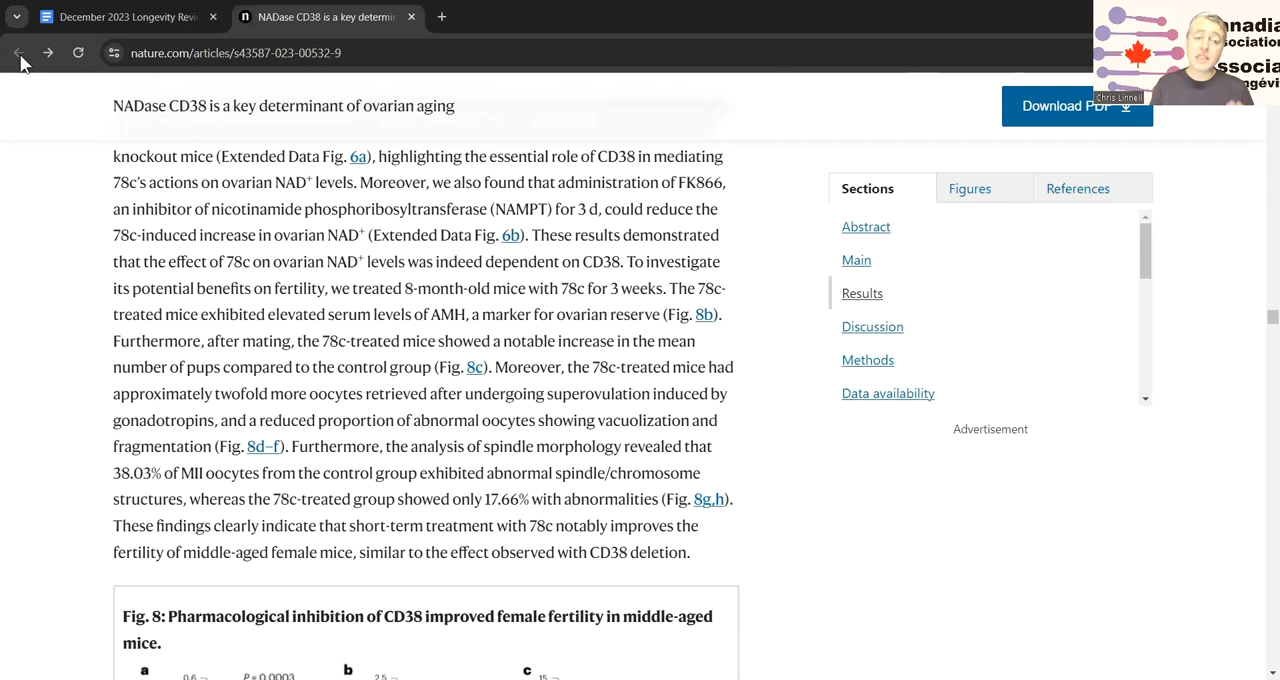 December 2023 Longevity Revi
NADase CD38 is a key determin
nature.com/articles/s43587-023-00532-9
Chris Linnell
NADase CD38 is a key determinant of ovarian aging
Download PDF
knockout mice (Extended Data Fig. 6a), highlighting the essential role of CD38 in mediating
78c's actions on ovarian NAD+ levels. Moreover, we also found that administration of FK866,
an inhibitor of nicotinamide phosphoribosyltransferase (NAMPT) for 3 d, could reduce the
78c-induced increase in ovarian NAD+ (Extended Data Fig. 6b). These results demonstrated
that the effect of 78c on ovarian NAD+ levels was indeed dependent on CD38. To investigate
its potential benefits on fertility, we treated 8-month-old mice with 78c for 3 weeks. The 78c-
treated mice exhibited elevated serum levels of AMH, a marker for ovarian reserve (Fig. 8b).
Furthermore, after mating, the 78c-treated mice showed a notable increase in the mean
number of pups compared to the control group (Fig. 8c). Moreover, the 78c-treated mice had
approximately twofold more oocytes retrieved after undergoing superovulation induced by
gonadotropins, and a reduced proportion of abnormal oocytes showing vacuolization and
fragmentation (Fig. 8d–f). Furthermore, the analysis of spindle morphology revealed that
38.03% of MII oocytes from the control group exhibited abnormal spindle/chromosome
structures, whereas the 78c-treated group showed only 17.66% with abnormalities (Fig. 8g,h).
These findings clearly indicate that short-term treatment with 78c notably improves the
fertility of middle-aged female mice, similar to the effect observed with CD38 deletion.
Fig. 8: Pharmacological inhibition of CD38 improved female fertility in middle-aged
mice.
a 0.6 P = 0.0003 b 2.5 c 15
Sections Figures References
Abstract
Main
Results
Discussion
Methods
Data availability
Advertisement